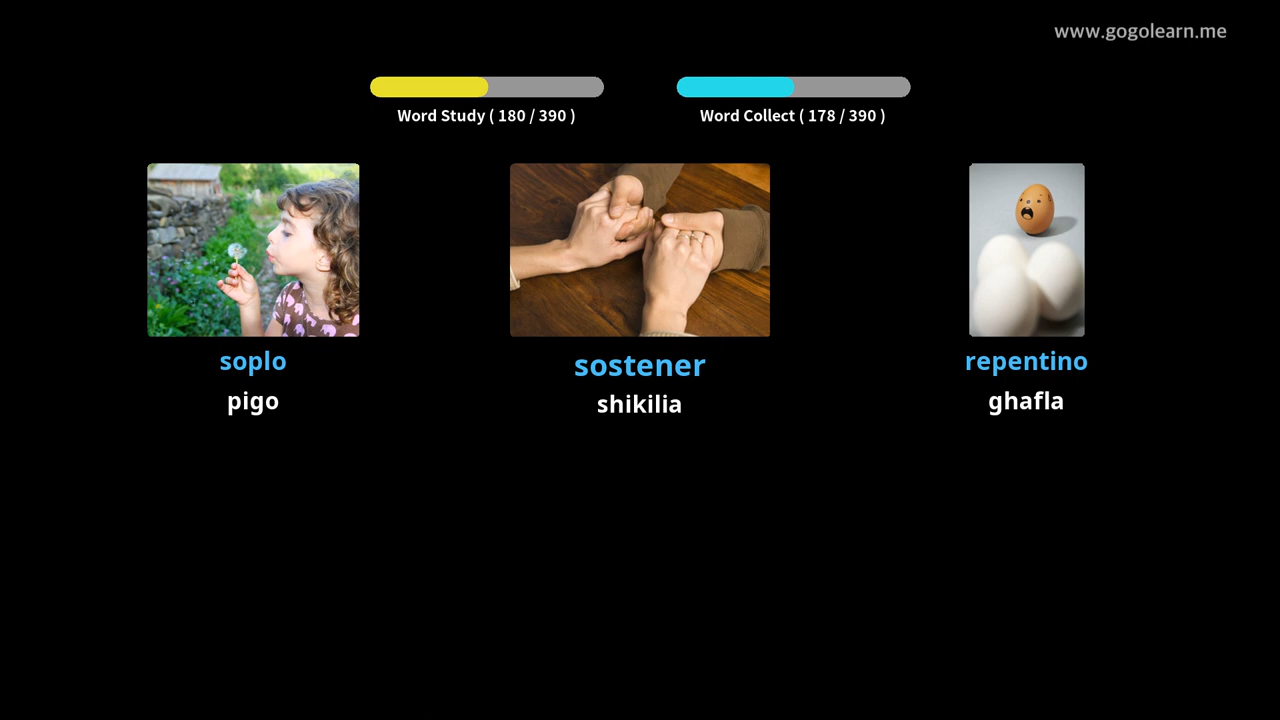 www.gogolearn.me
Word Study ( 180 / 390 )
Word Collect ( 178 / 390 )
soplo
pigo
sostener
shikilia
repentino
ghafla